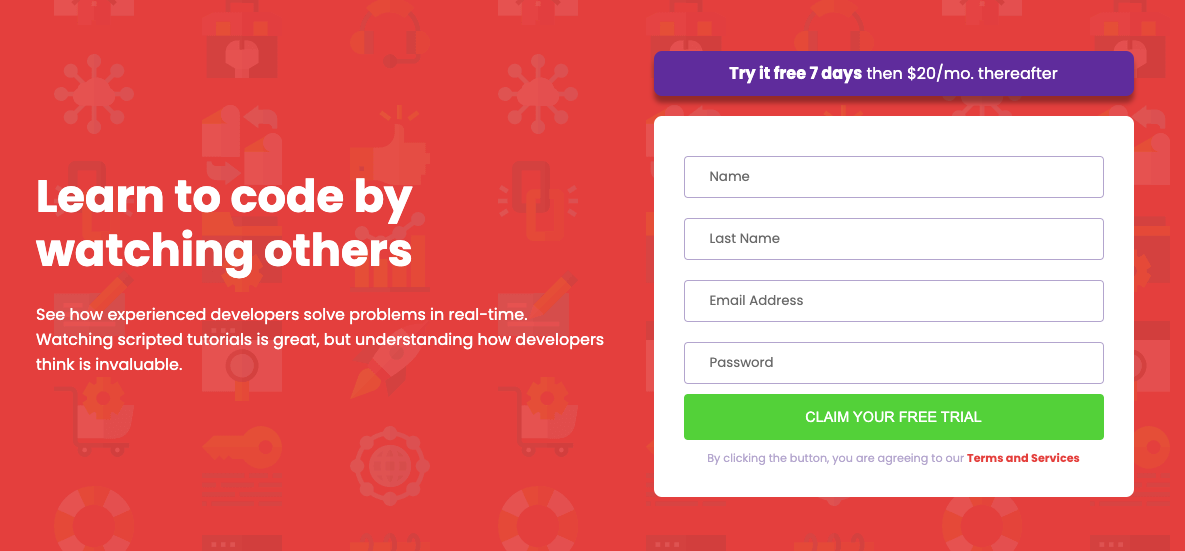 Learn to code by
watching others
See how experienced developers solve problems in real-time.
Watching scripted tutorials is great, but understanding how developers
think is invaluable.
Try it free 7 days then $20/mo. thereafter
Name
Last Name
Email Address
Password
CLAIM YOUR FREE TRIAL
By clicking the button, you are agreeing to our Terms and Services